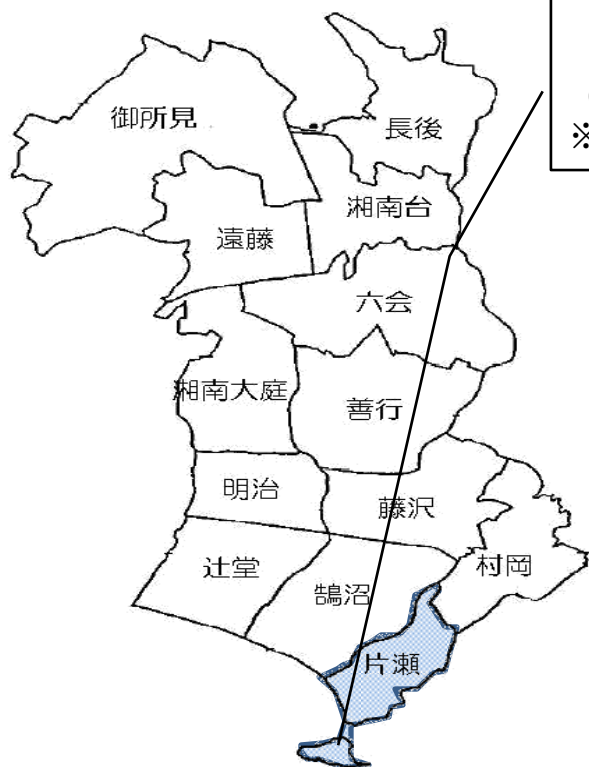 御所見
長後
※
湘南台
遠藤
六会
湘南大庭
善行
明治
藤沢
辻堂
鵠沼
村岡
片瀬